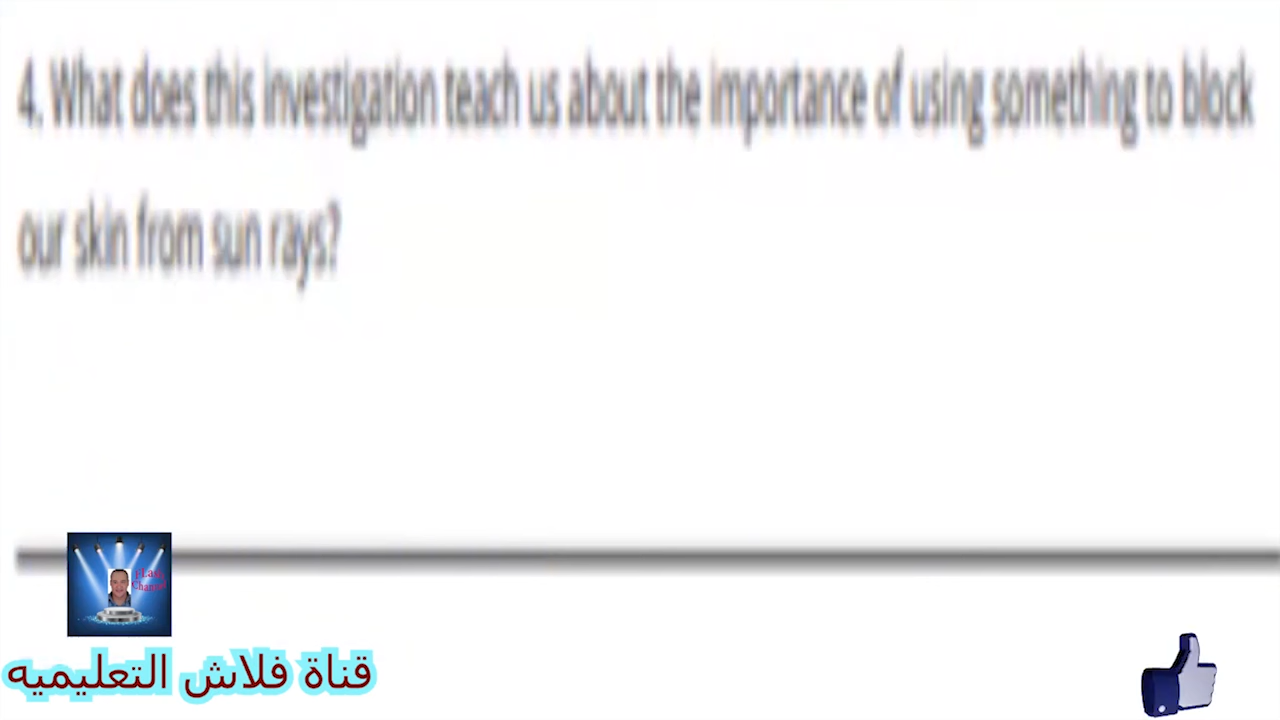 4. What does this investigation teach us about the importance of using something to block
our skin from sun rays?
قناة فلاش التعليميه